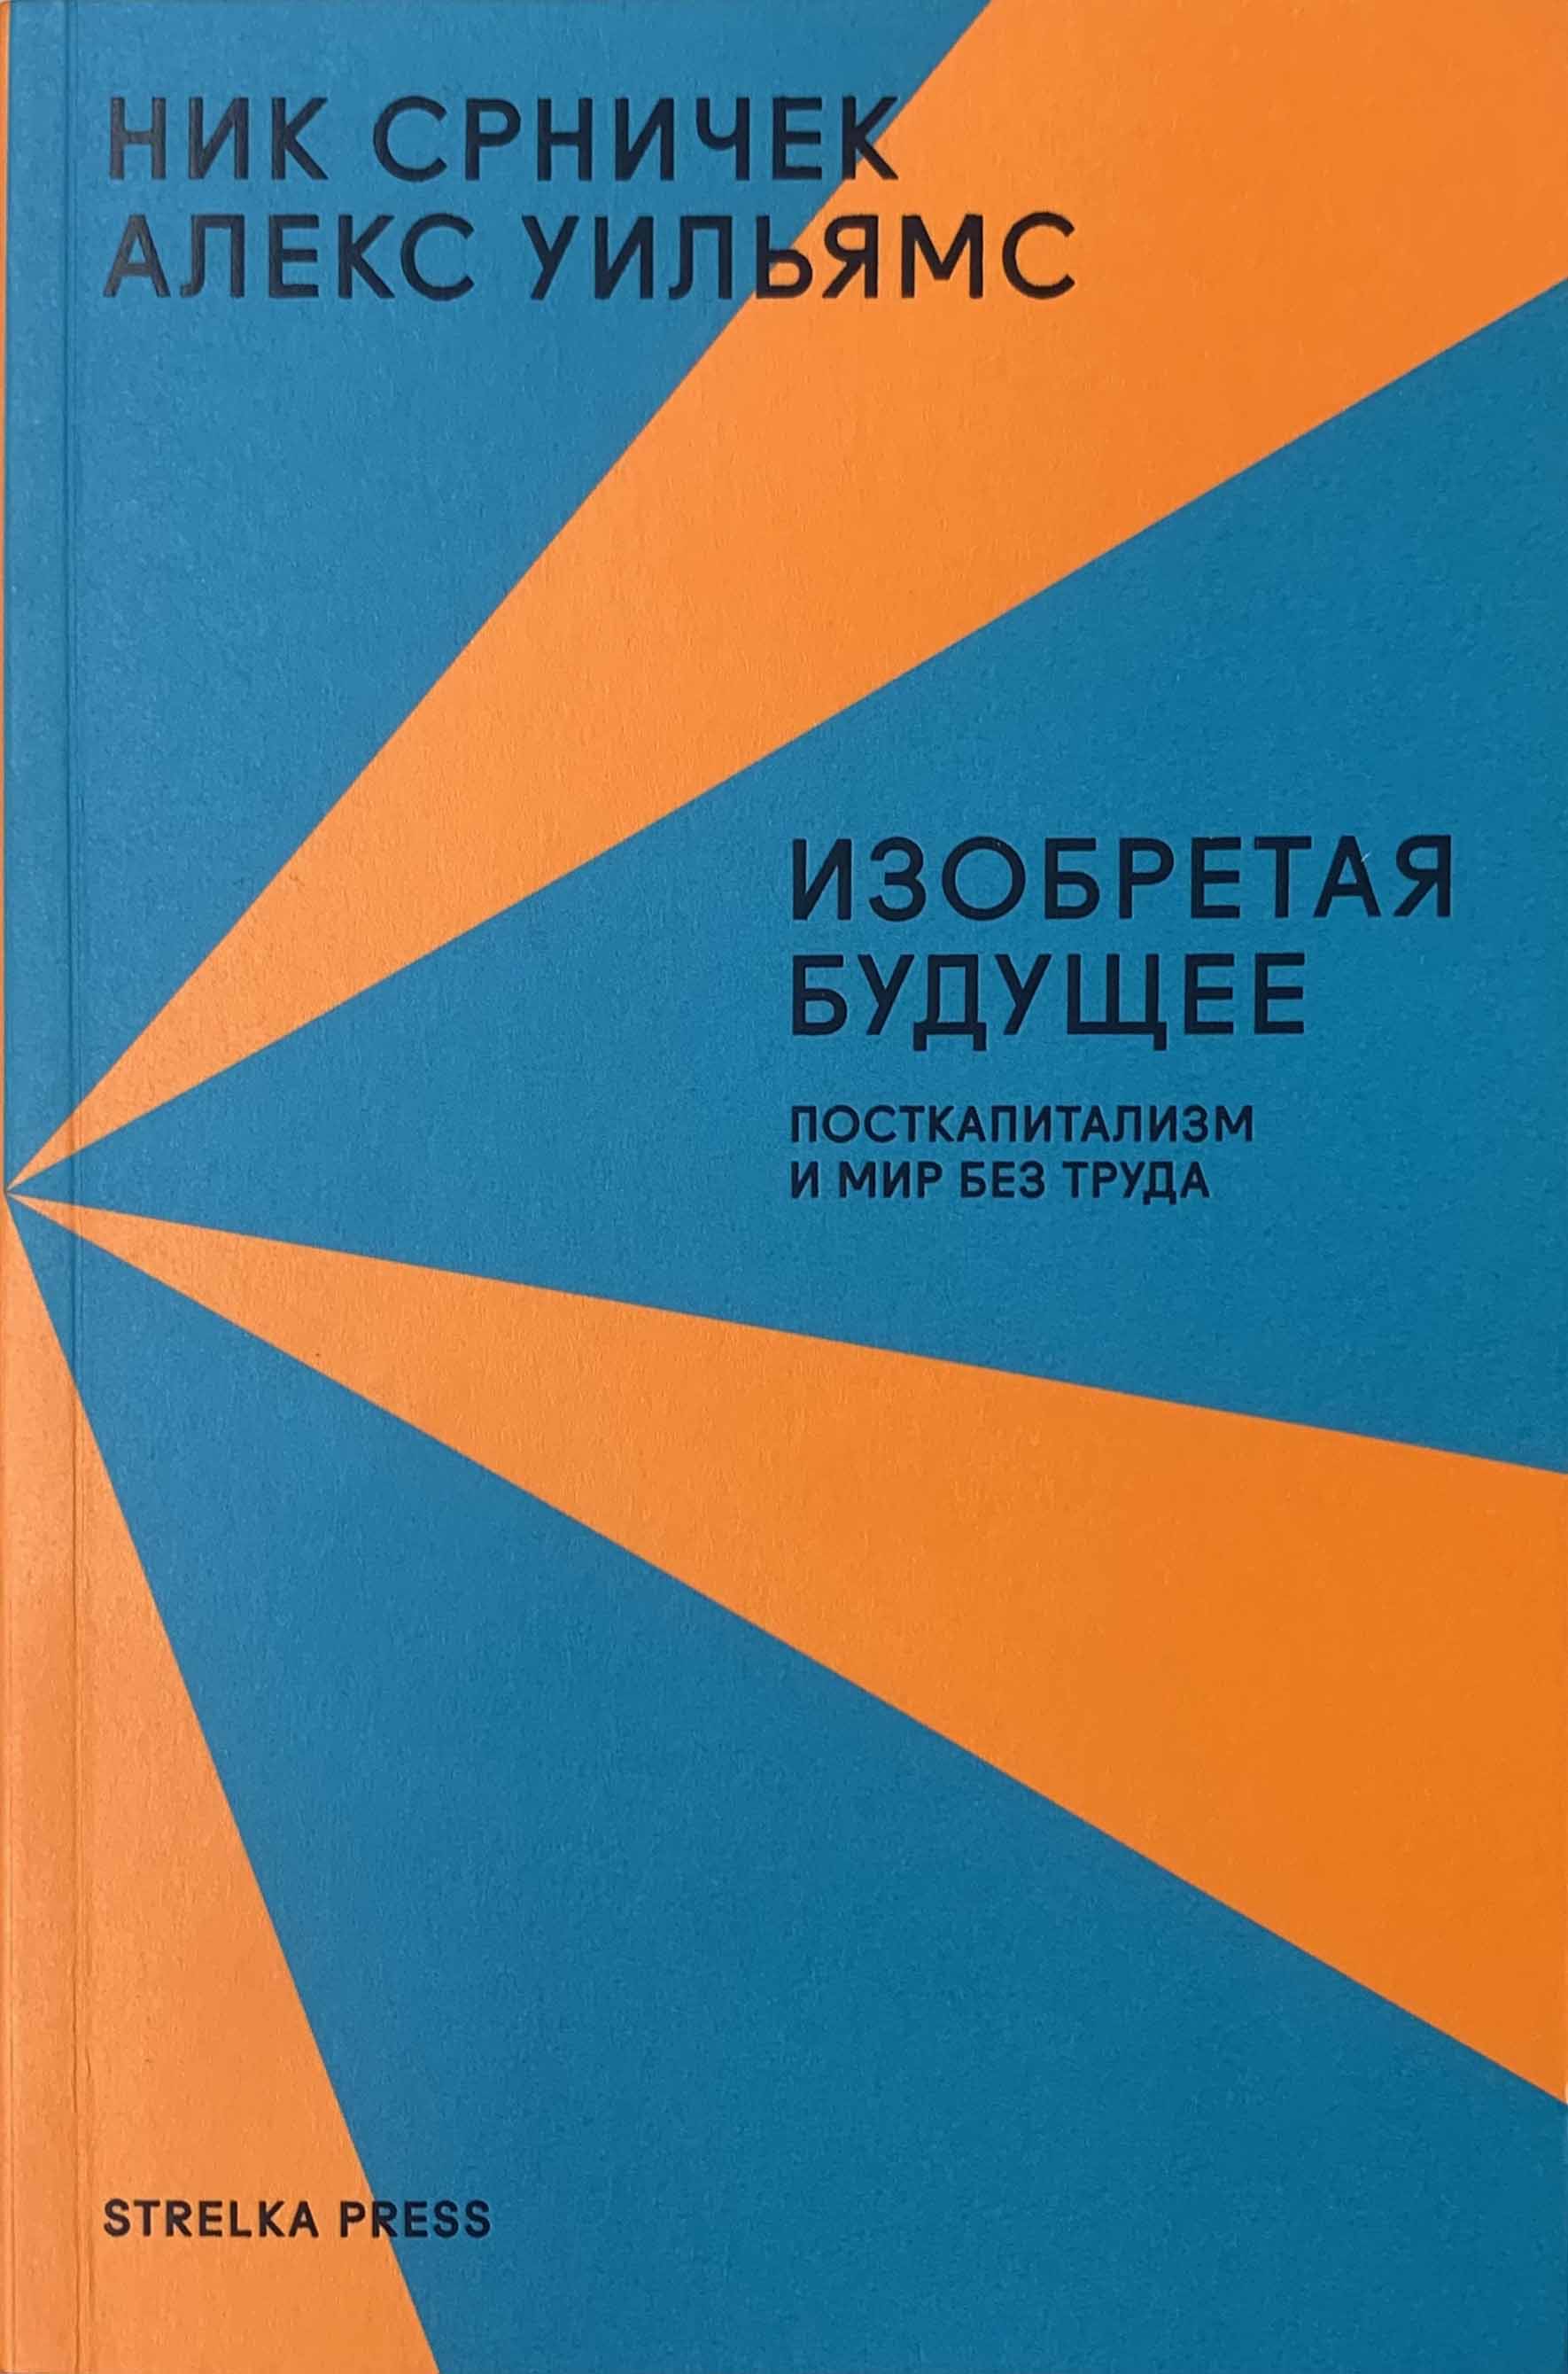 НИК СРНИЧЕК
АЛЕКС УИЛЬЯМС
ИЗОБРЕТАЯ
БУДУЩЕЕ
ПОСТКАПИТАЛИЗМ
И МИР БЕЗ ТРУДА
STRELKA PRESS